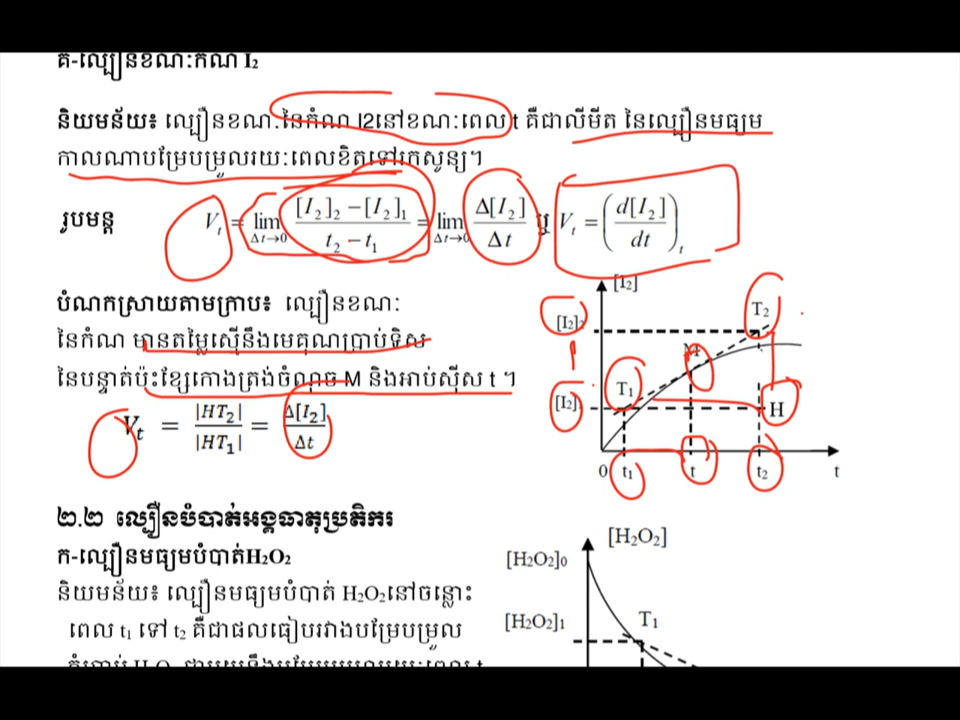 គ-ល្បឿនខណៈកំណ I₂
និយមន័យ៖ ល្បឿនខណៈនៃកំណ I2នៅខណៈពេល t គឺជាលីមីត នៃល្បឿនមធ្យម
កាលណាបម្រែបម្រួលរយៈពេលខិតទៅរកសូន្យ។
រូបមន្ត Vt = lim Δt→0 ([I₂]₂ − [I₂]₁)/(t₂ − t₁) = lim Δt→0 Δ[I₂]/Δt ឬ Vt = (d[I₂]/dt)t
បំណកស្រាយតាមក្រាប៖ ល្បឿនខណៈ
នៃកំណ មានតម្លៃស្មើនឹងមេគុណប្រាប់ទិស
នៃបន្ទាត់ប៉ះខ្សែកោងត្រង់ចំណុច M និងអាប់ស៊ីស t ។
Vt = |HT₂|/|HT₁| = Δ[I₂]/Δt
[I₂]
[I₂]₂ T₂
M
T₁
[I₂]₁ H
0 t₁ t t₂ t
២.២ ល្បឿនបំបាត់អង្គធាតុប្រតិករ
ក-ល្បឿនមធ្យមបំបាត់H₂O₂
និយមន័យ៖ ល្បឿនមធ្យមបំបាត់ H₂O₂នៅចន្លោះ
ពេល t₁ ទៅ t₂ គឺជាផលធៀបរវាងបម្រែបម្រួល
[H₂O₂]
[H₂O₂]₀
[H₂O₂]₁ T₁